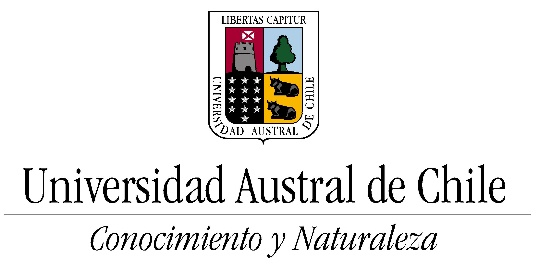 LIBERTAS CAPITUR
UNIVERSIDAD AUSTRAL DE CHILE
Universidad Austral de Chile
Conocimiento y Naturaleza